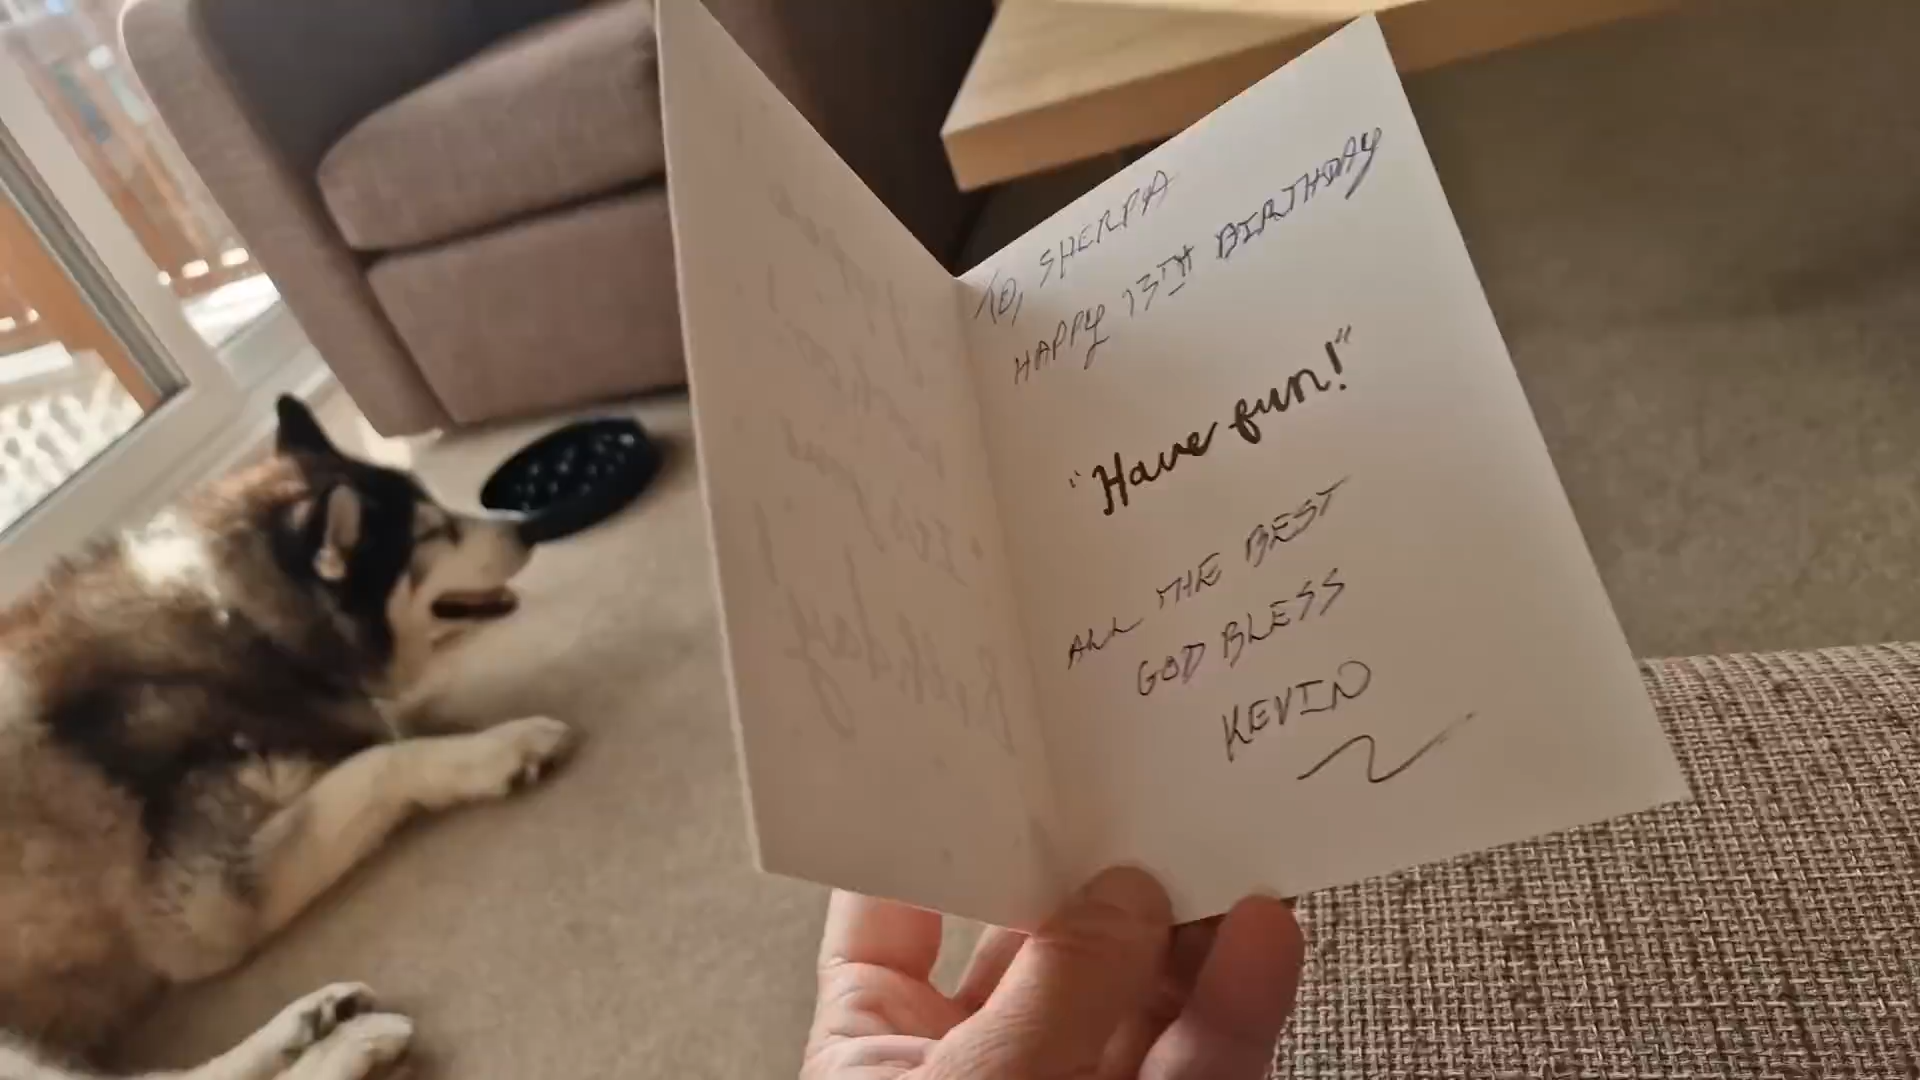 TO, SHERPA
HAPPY 13TH BIRTHDAY
"Have fun!"
ALL THE BEST
GOD BLESS
KEVIN